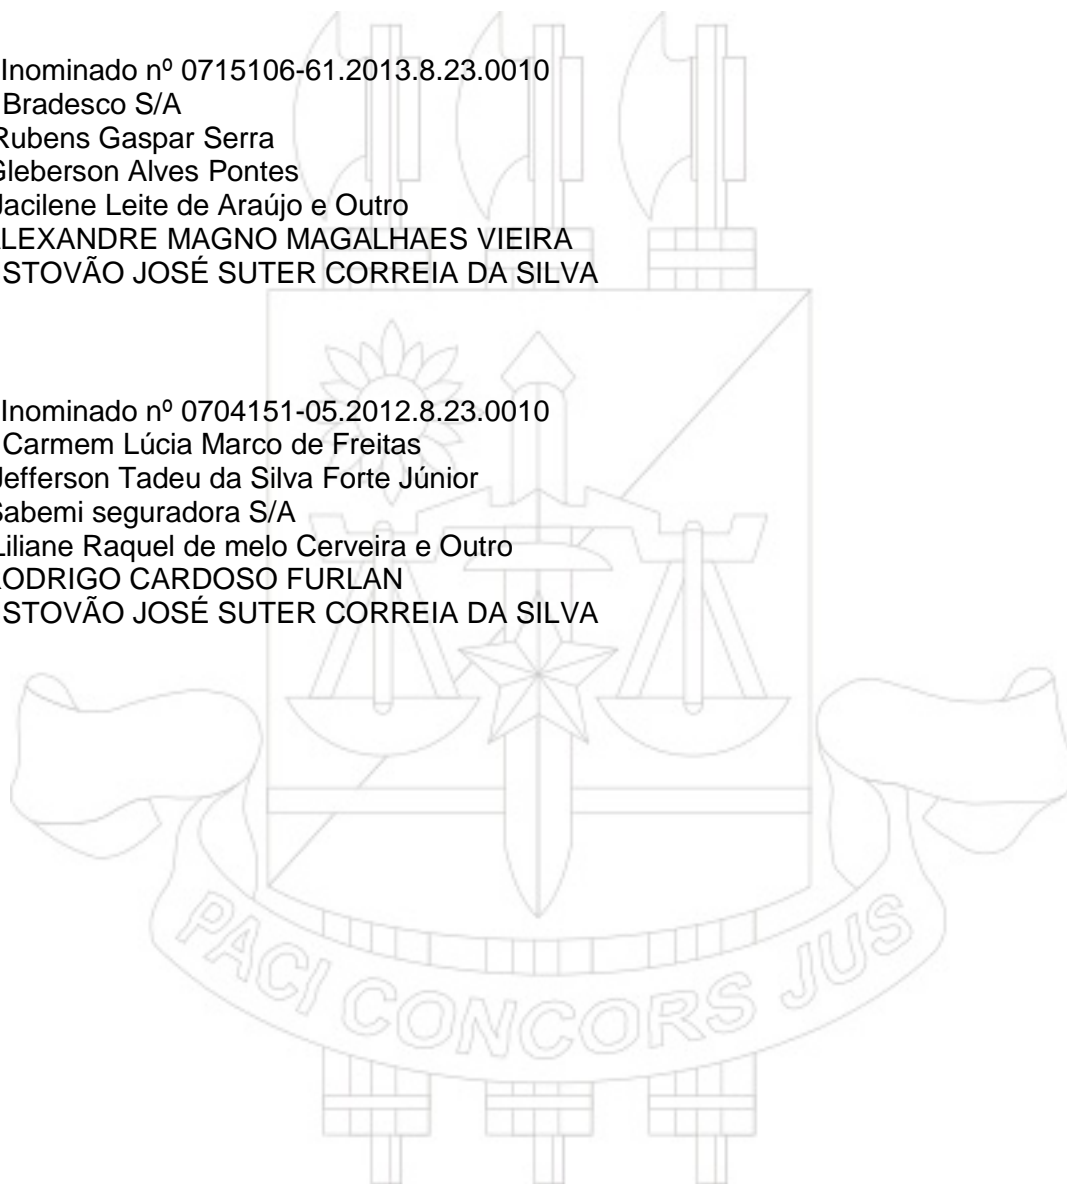 Inominado nº 0715106-61.2013.8.23.0010
Bradesco S/A
Rubens Gaspar Serra
Gleberson Alves Pontes
Jacilene Leite de Araújo e Outro
LEXANDRE MAGNO MAGALHAES VIEIRA
STOVÃO JOSÉ SUTER CORREIA DA SILVA
Inominado nº 0704151-05.2012.8.23.0010
Carmem Lúcia Marco de Freitas
Jefferson Tadeu da Silva Forte Júnior
Sabemi seguradora S/A
Liliane Raquel de melo Cerveira e Outro
RODRIGO CARDOSO FURLAN
STOVÃO JOSÉ SUTER CORREIA DA SILVA
PACI CONCORS JUS